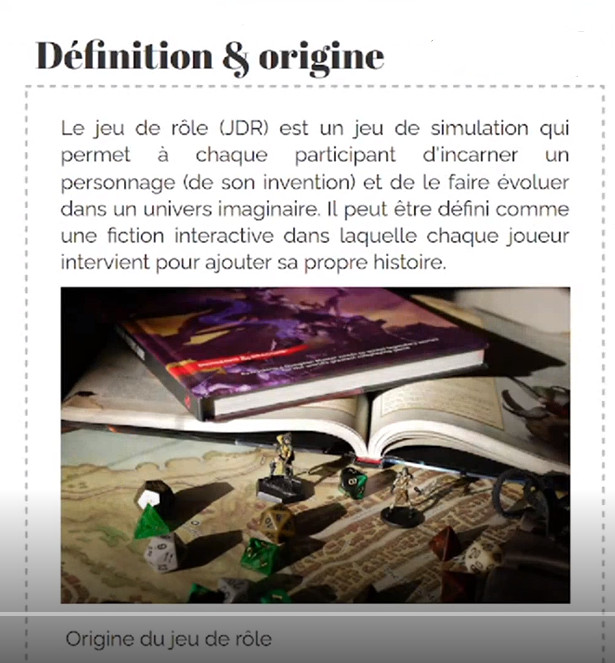 Définition & origine
Le jeu de rôle (JDR) est un jeu de simulation qui
permet à chaque participant d'incarner un
personnage (de son invention) et de le faire évoluer
dans un univers imaginaire. Il peut être défini comme
une fiction interactive dans laquelle chaque joueur
intervient pour ajouter sa propre histoire.
Origine du jeu de rôle